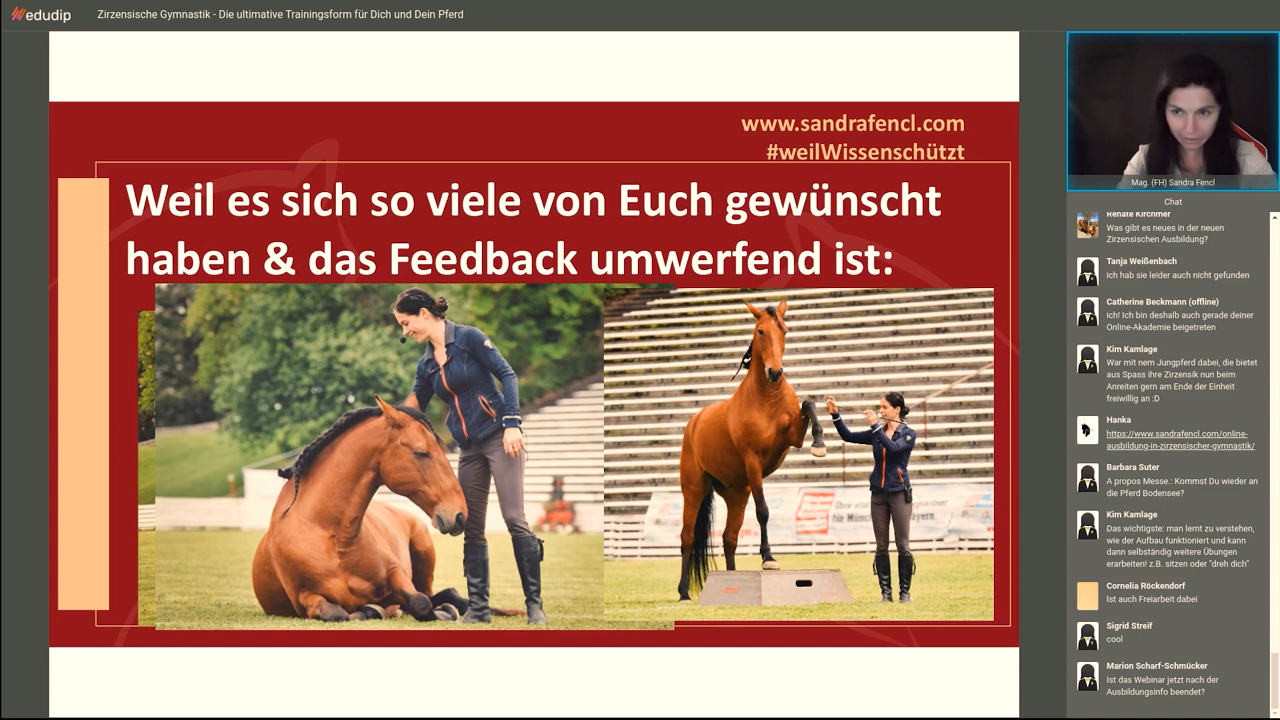 edudip
Zirzensische Gymnastik - Die ultimative Trainingsform für Dich und Dein Pferd
www.sandrafencl.com
#weilWissenschützt
Weil es sich so viele von Euch gewünscht
haben & das Feedback umwerfend ist:
Mag. (FH) Sandra Fencl
Chat
Renate Kirchner
Was gibt es neues in der neuen
Zirzensischen Ausbildung?
Tanja Weißenbach
ich hab sie leider auch nicht gefunden
Catherine Beckmann (offline)
ich! Ich bin deshalb auch gerade deiner
Online-Akademie beigetreten
Kim Kamlage
War mit nem Jungpferd dabei, die bietet
aus Spass ihre Zirzensik nun beim
Anreiten gern am Ende der Einheit
freiwillig an :D
Hanka
https://www.sandrafencl.com/online-
ausbildung-in-zirzensischer-gymnastik/
Barbara Suter
A propos Messe.: Kommst Du wieder an
die Pferd Bodensee?
Kim Kamlage
Das wichtigste: man lernt zu verstehen,
wie der Aufbau funktioniert und kann
dann selbständig weitere Übungen
erarbeiten! z.B. sitzen oder "dreh dich"
Cornelia Röckendorf
Ist auch Freiarbeit dabei
Sigrid Streif
cool
Marion Scharf-Schmücker
Ist das Webinar jetzt nach der
Ausbildungsinfo beendet?